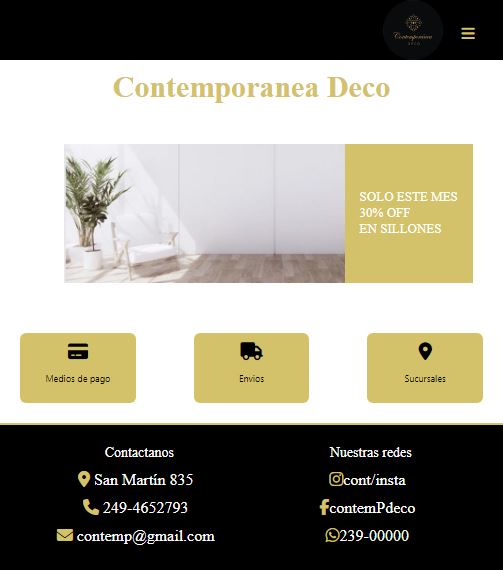 Contemporánea
DECO
Contemporanea Deco
SOLO ESTE MES
30% OFF
EN SILLONES
Medios de pago
Envios
Sucursales
Contactanos
San Martín 835
249-4652793
contemp@gmail.com
Nuestras redes
cont/insta
contemPdeco
239-00000